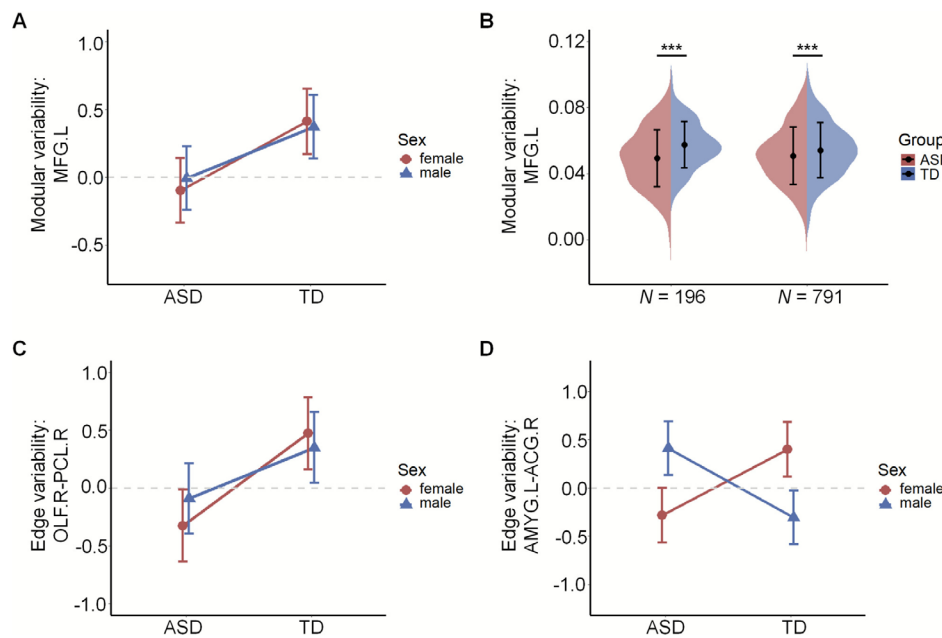 A
Modular variability:
MFG.L
1.0
0.5
0.0
-0.5
ASD
TD
Sex
female
male
B
Modular variability:
MFG.L
0.12
0.08
0.04
0.00
***
***
N = 196
N = 791
Group
ASD
TD
C
Edge variability:
OLF.R-PCL.R
1.0
0.5
0.0
-0.5
-1.0
ASD
TD
Sex
female
male
D
Edge variability:
AMYG.L-ACG.R
1.0
0.5
0.0
-0.5
-1.0
ASD
TD
Sex
female
male